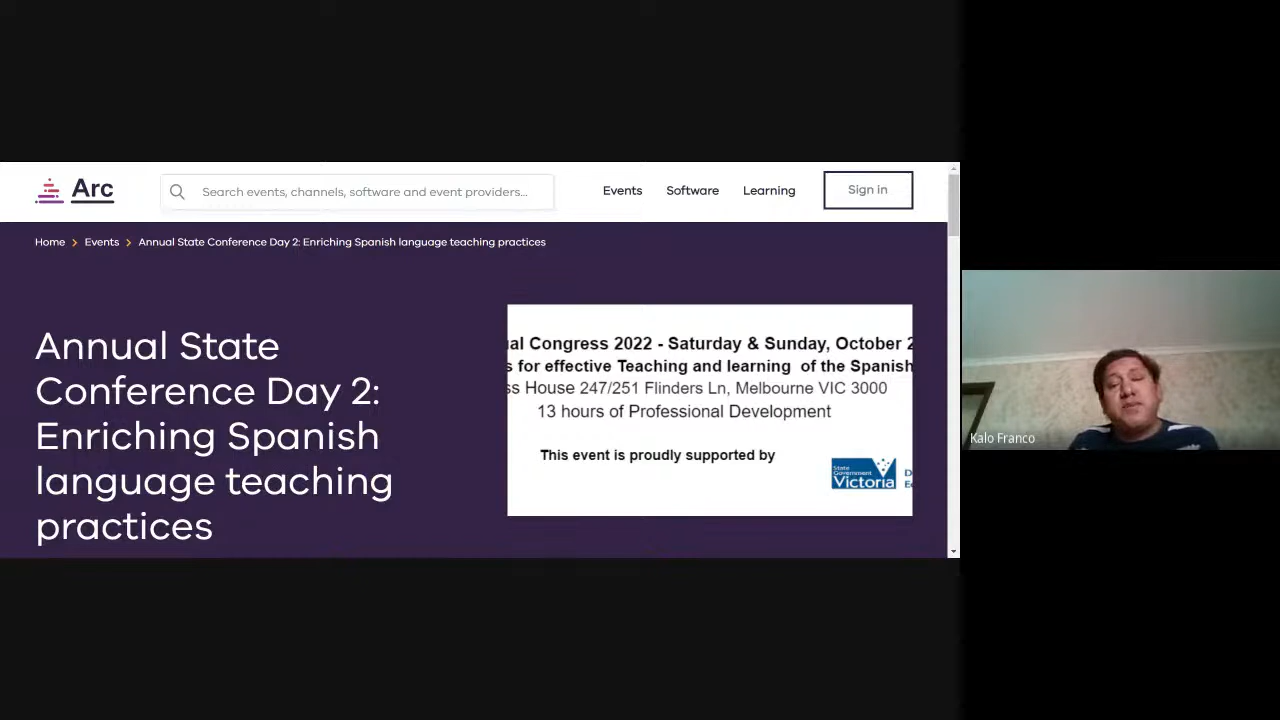 Arc
Search events, channels, software and event providers...
Events
Software
Learning
Sign in
Home > Events > Annual State Conference Day 2: Enriching Spanish language teaching practices
Annual State
Conference Day 2:
Enriching Spanish
language teaching
practices
Congress 2022 - Saturday & Sunday, October
for effective Teaching and learning of the Spanish
House 247/251 Flinders Ln, Melbourne VIC 3000
13 hours of Professional Development
This event is proudly supported by
State
Government
Victoria
Kalo Franco